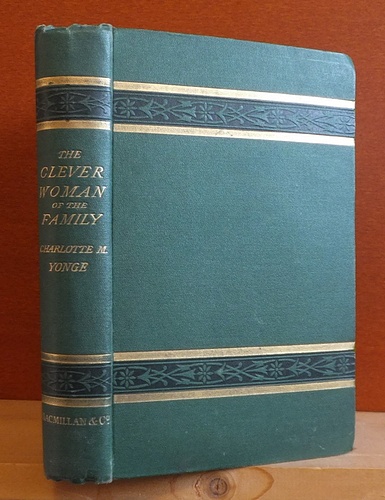 THE
CLEVER
WOMAN
OF THE
FAMILY
CHARLOTTE M.
YONGE
MACMILLAN & Co